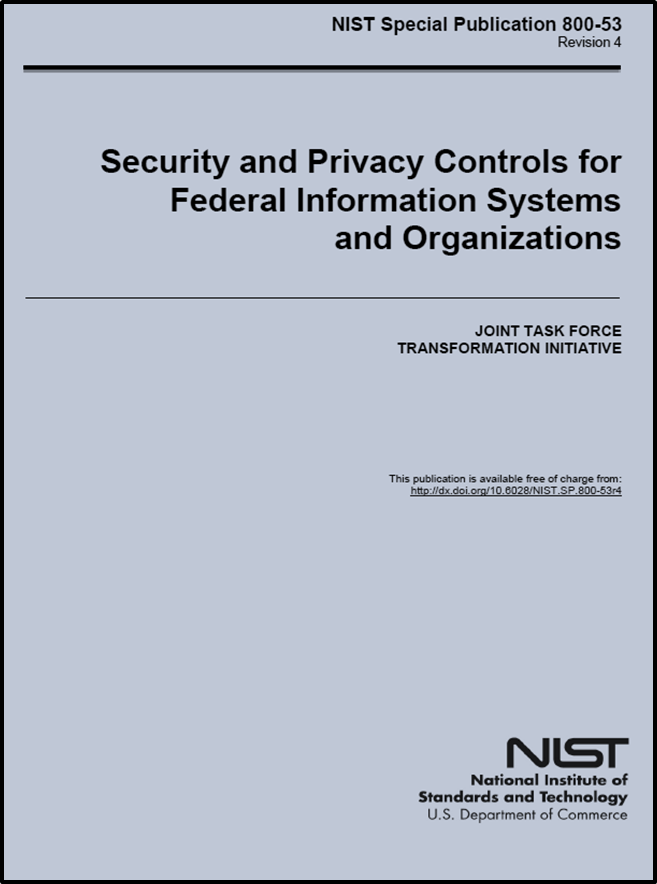 NIST Special Publication 800-53
Revision 4
Security and Privacy Controls for
Federal Information Systems
and Organizations
JOINT TASK FORCE
TRANSFORMATION INITIATIVE
This publication is available free of charge from:
http://dx.doi.org/10.6028/NIST.SP.800-53r4
NIST
National Institute of
Standards and Technology
U.S. Department of Commerce